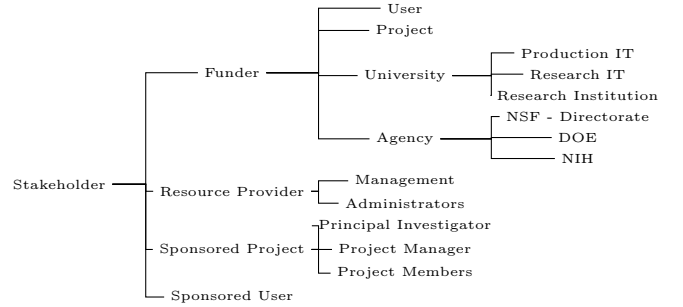 User
Project
Funder
University
Production IT
Research IT
Research Institution
Agency
NSF - Directorate
DOE
NIH
Stakeholder
Resource Provider
Management
Administrators
Sponsored Project
Principal Investigator
Project Manager
Project Members
Sponsored User